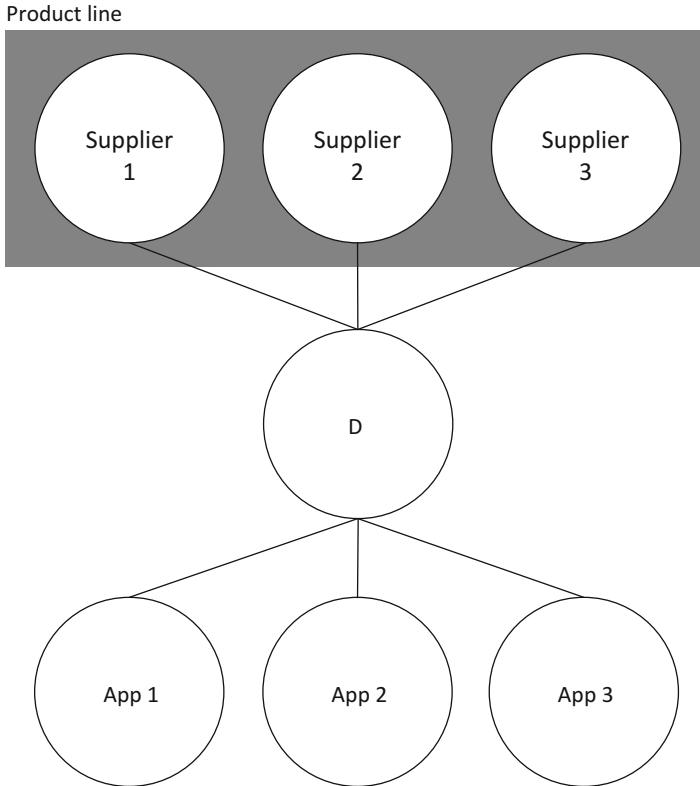 Product line
Supplier
1
Supplier
2
Supplier
3
D
App 1
App 2
App 3